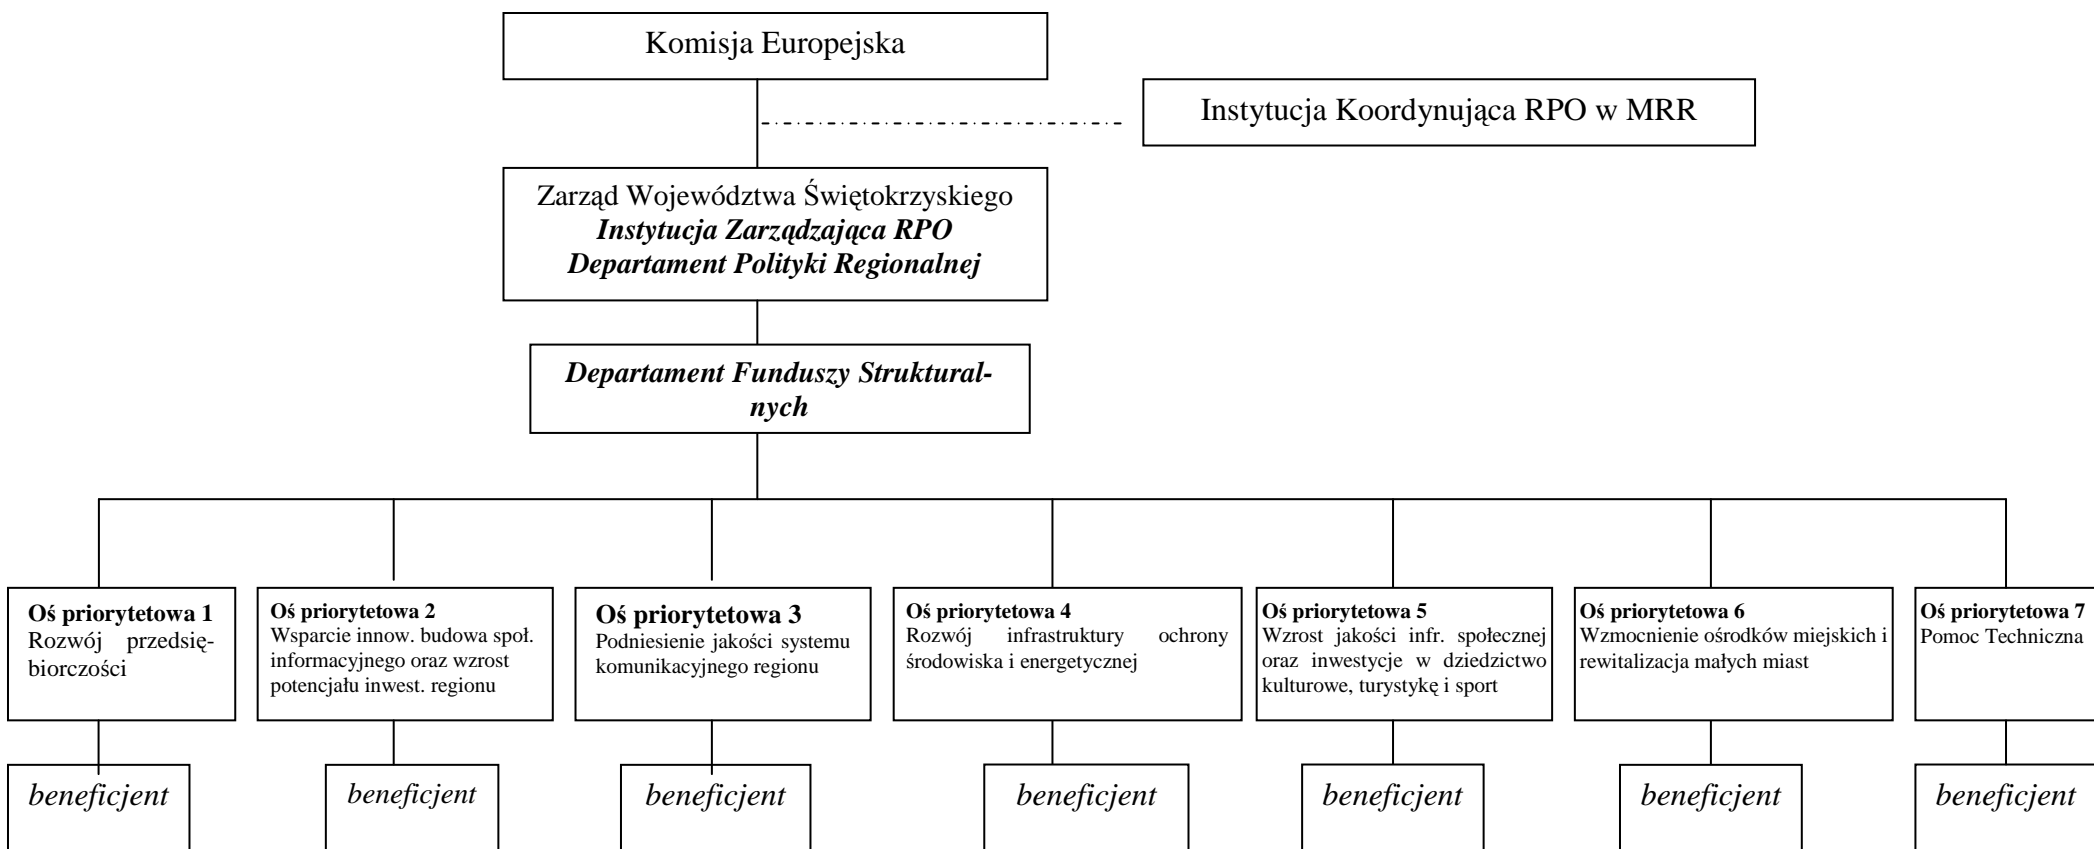 Komisja Europejska
Instytucja Koordynująca RPO w MRR
Zarząd Województwa Świętokrzyskiego
Instytucja Zarządzająca RPO
Departament Polityki Regionalnej
Departament Funduszy Struktural-
nych
Oś priorytetowa 1
Rozwój przedsię-
biorczości
Oś priorytetowa 2
Wsparcie innow. budowa społ.
informacyjnego oraz wzrost
potencjału inwest. regionu
Oś priorytetowa 3
Podniesienie jakości systemu
komunikacyjnego regionu
Oś priorytetowa 4
Rozwój infrastruktury ochrony
środowiska i energetycznej
Oś priorytetowa 5
Wzrost jakości infr. społecznej
oraz inwestycje w dziedzictwo
kulturowe, turystykę i sport
Oś priorytetowa 6
Wzmocnienie ośrodków miejskich i
rewitalizacja małych miast
Oś priorytetowa 7
Pomoc Techniczna
beneficjent
beneficjent
beneficjent
beneficjent
beneficjent
beneficjent
beneficjent